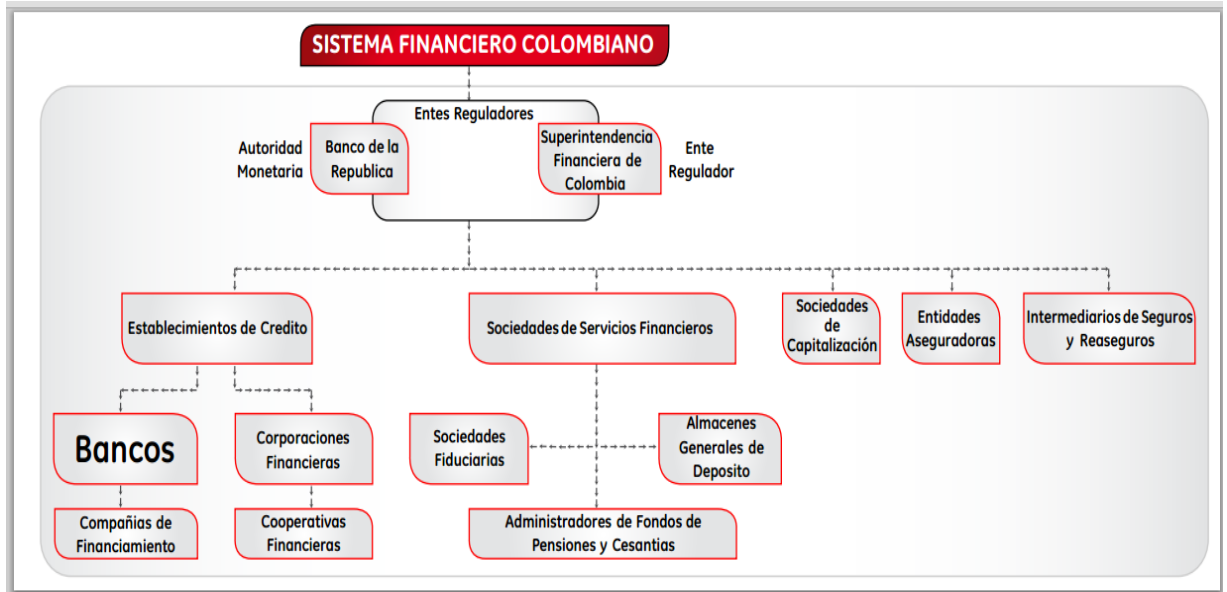 SISTEMA FINANCIERO COLOMBIANO
Entes Reguladores
Autoridad
Monetaria
Banco de la
Republica
Superintendencia
Financiera de
Colombia
Ente
Regulador
Establecimientos de Credito
Sociedades de Servicios Financieros
Sociedades
de
Capitalización
Entidades
Aseguradoras
Intermediarios de Seguros
y Reaseguros
Bancos
Corporaciones
Financieras
Sociedades
Fiduciarias
Almacenes
Generales de
Deposito
Compañias de
Financiamiento
Cooperativas
Financieras
Administradores de Fondos de
Pensiones y Cesantias